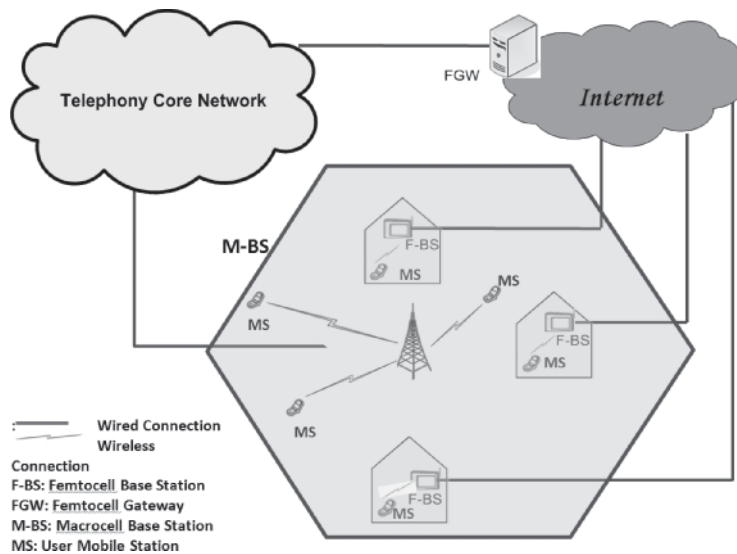 FGW
Telephony Core Network
Internet
M-BS
F-BS
MS
MS
MS
F-BS
MS
MS
F-BS
MS
: Wired Connection
Wireless
Connection
F-BS: Femtocell Base Station
FGW: Femtocell Gateway
M-BS: Macrocell Base Station
MS: User Mobile Station